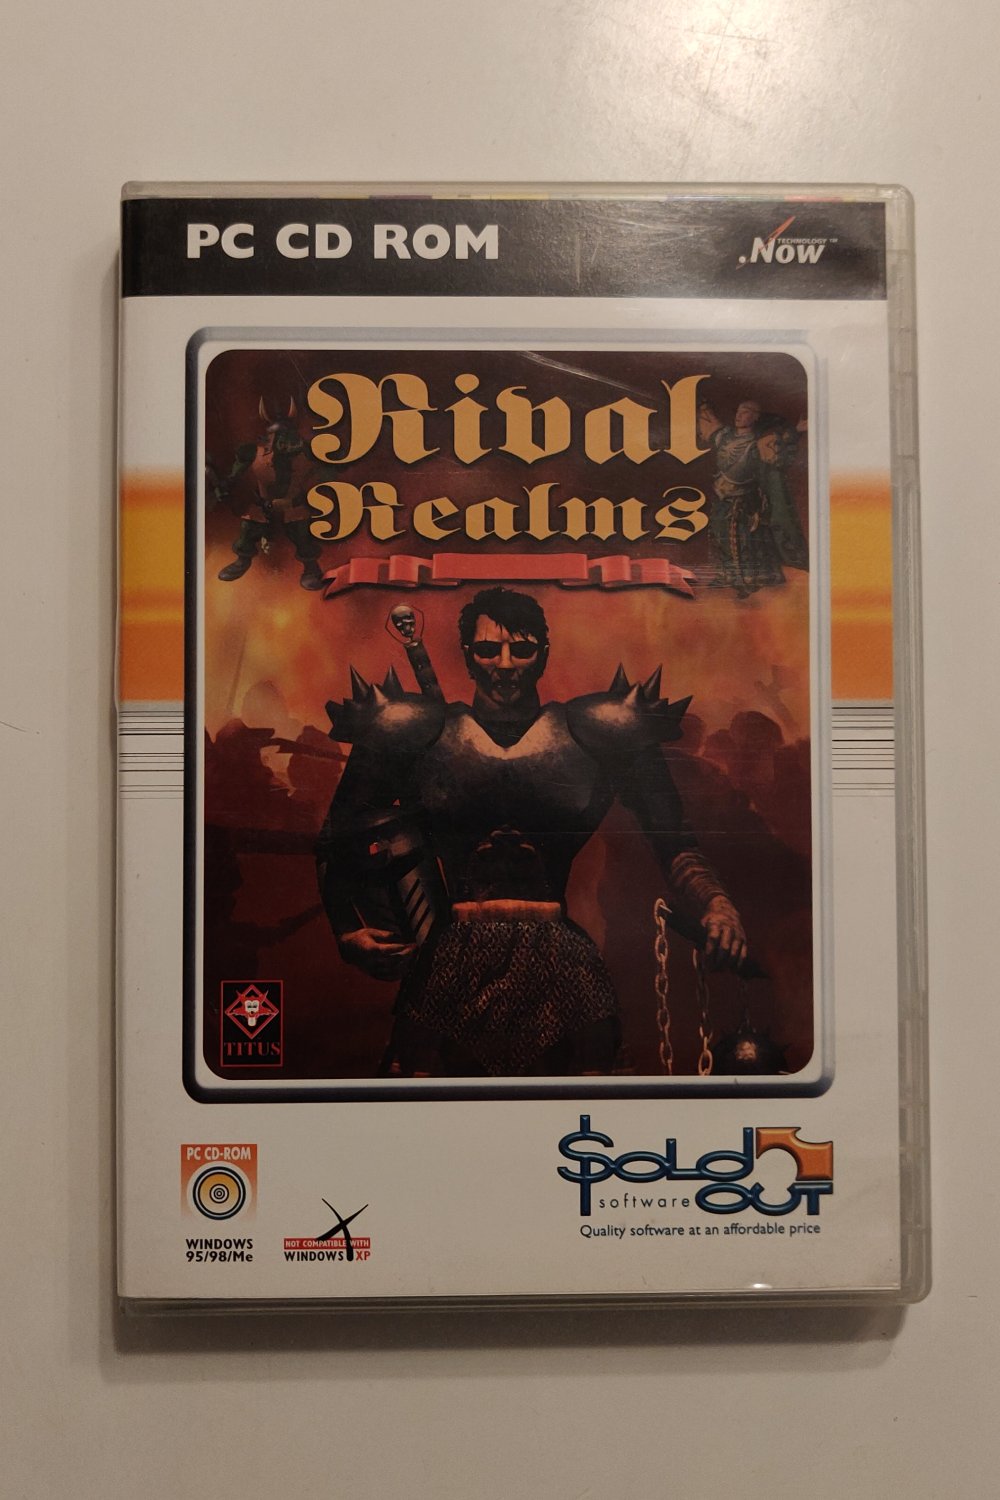 PC CD ROM
TECHNOLOGY™
.Now
Rival
Realms
TITUS
PC CD-ROM
WINDOWS
95/98/Me
NOT COMPATIBLE WITH
WINDOWS XP
Sold
software OUT
Quality software at an affordable price